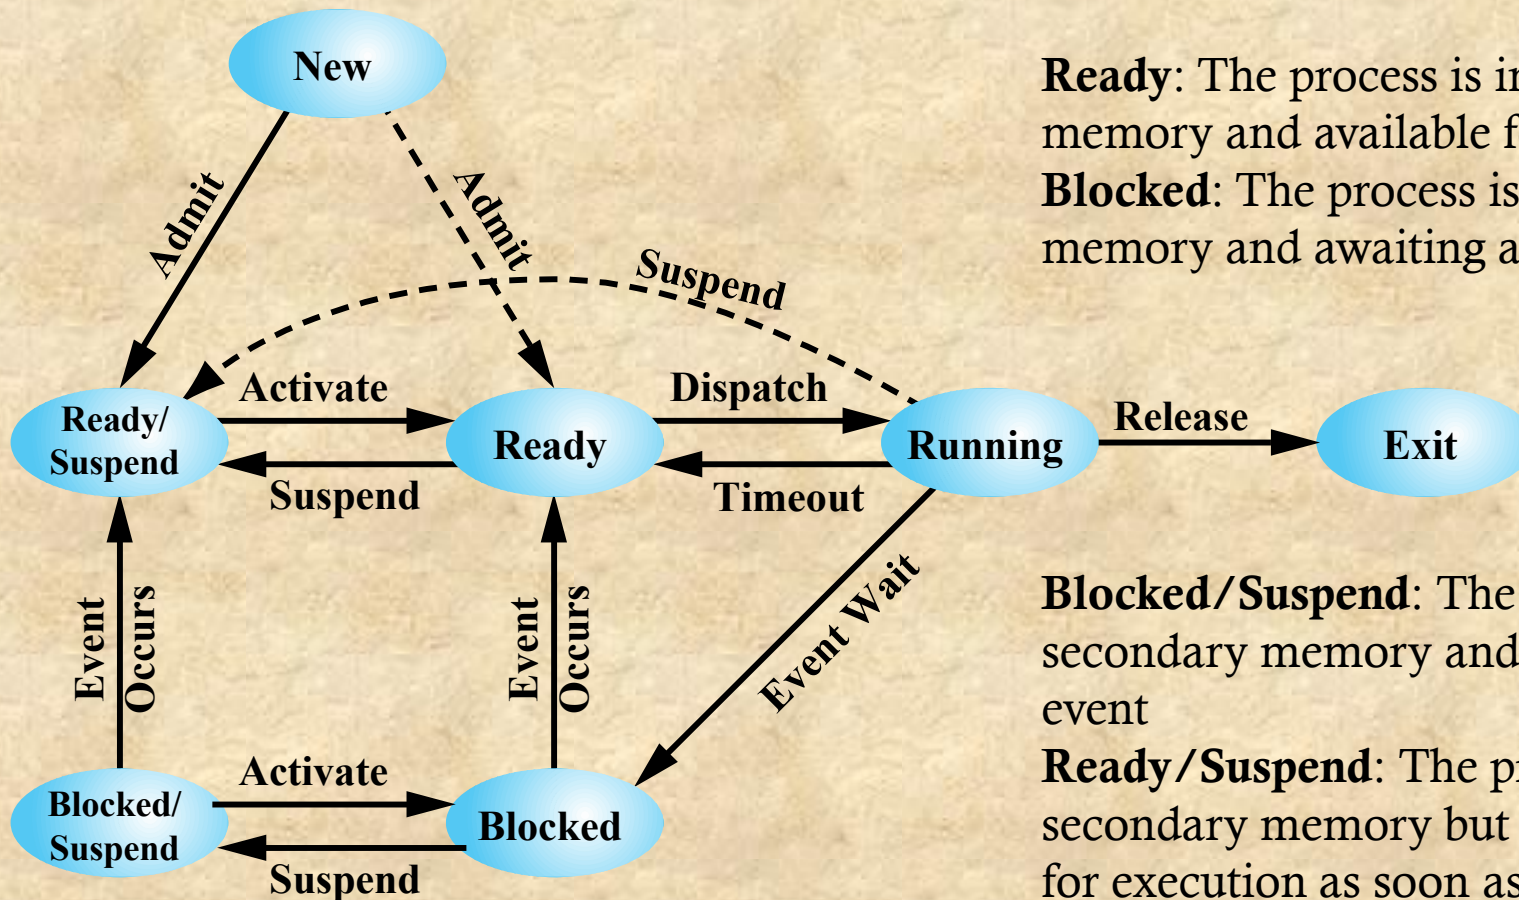 New
Ready: The process is in
memory and available f
Blocked: The process is
memory and awaiting a
Admit
Admit
Suspend
Activate
Dispatch
Release
Ready/
Suspend
Ready
Running
Exit
Suspend
Timeout
Event
Occurs
Event
Occurs
Event Wait
Blocked/Suspend: The
secondary memory and
event
Ready/Suspend: The pr
secondary memory but
for execution as soon as
Activate
Blocked/
Suspend
Blocked
Suspend